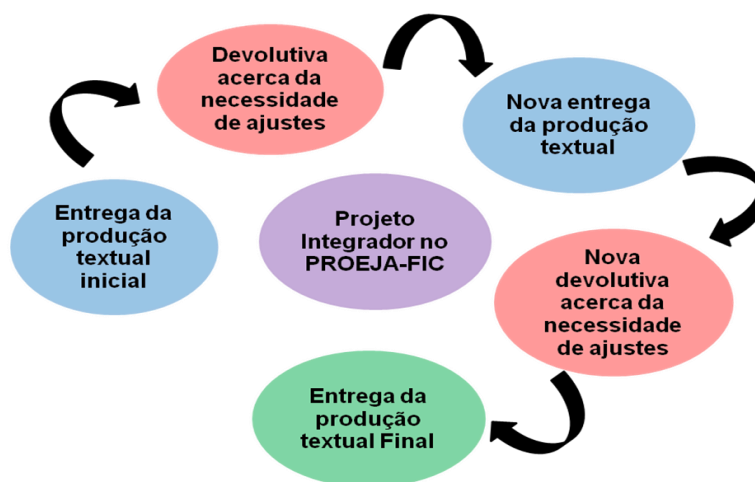 Entrega da
produção
textual
inicial
Devolutiva
acerca da
necessidade
de ajustes
Nova entrega
da produção
textual
Nova
devolutiva
acerca da
necessidade
de ajustes
Entrega da
produção
textual Final
Projeto
Integrador no
PROEJA-FIC